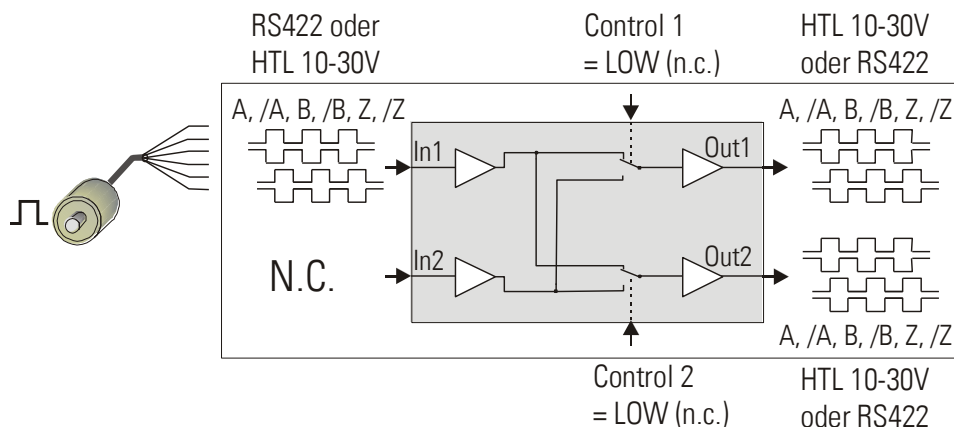 RS422 oder
HTL 10-30V
Control 1
= LOW (n.c.)
HTL 10-30V
oder RS422
A, /A, B, /B, Z, /Z
A, /A, B, /B, Z, /Z
In1
Out1
In2
Out2
N.C.
A, /A, B, /B, Z, /Z
Control 2
= LOW (n.c.)
HTL 10-30V
oder RS422